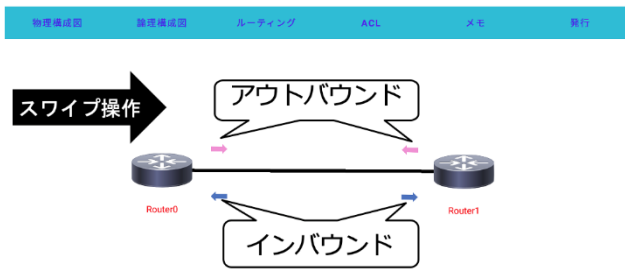 物理構成図 論理構成図 ルーティング ACL メモ 発行
アウトバウンド
スワイプ操作
Router0 Router1
インバウンド